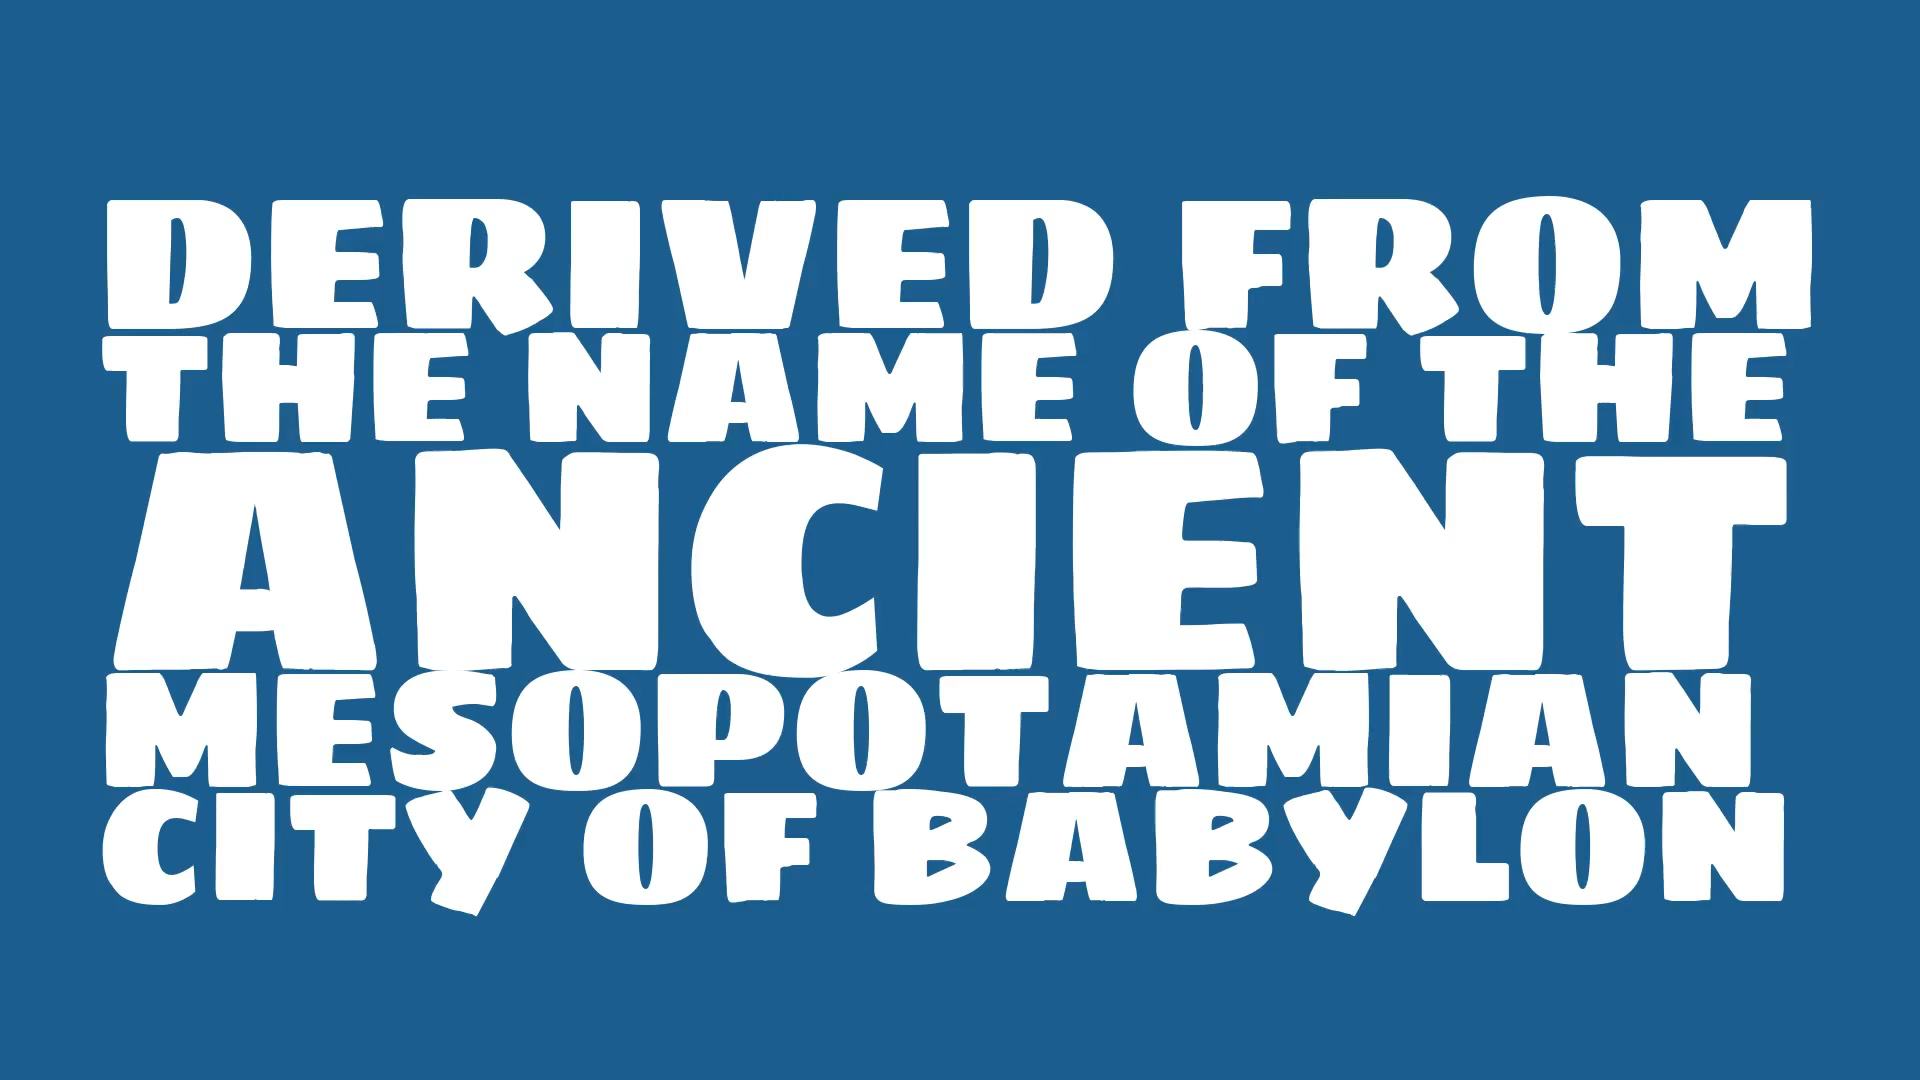 DERIVED FROM
THE NAME OF THE
ANCIENT
MESOPOTAMIAN
CITY OF BABYLON